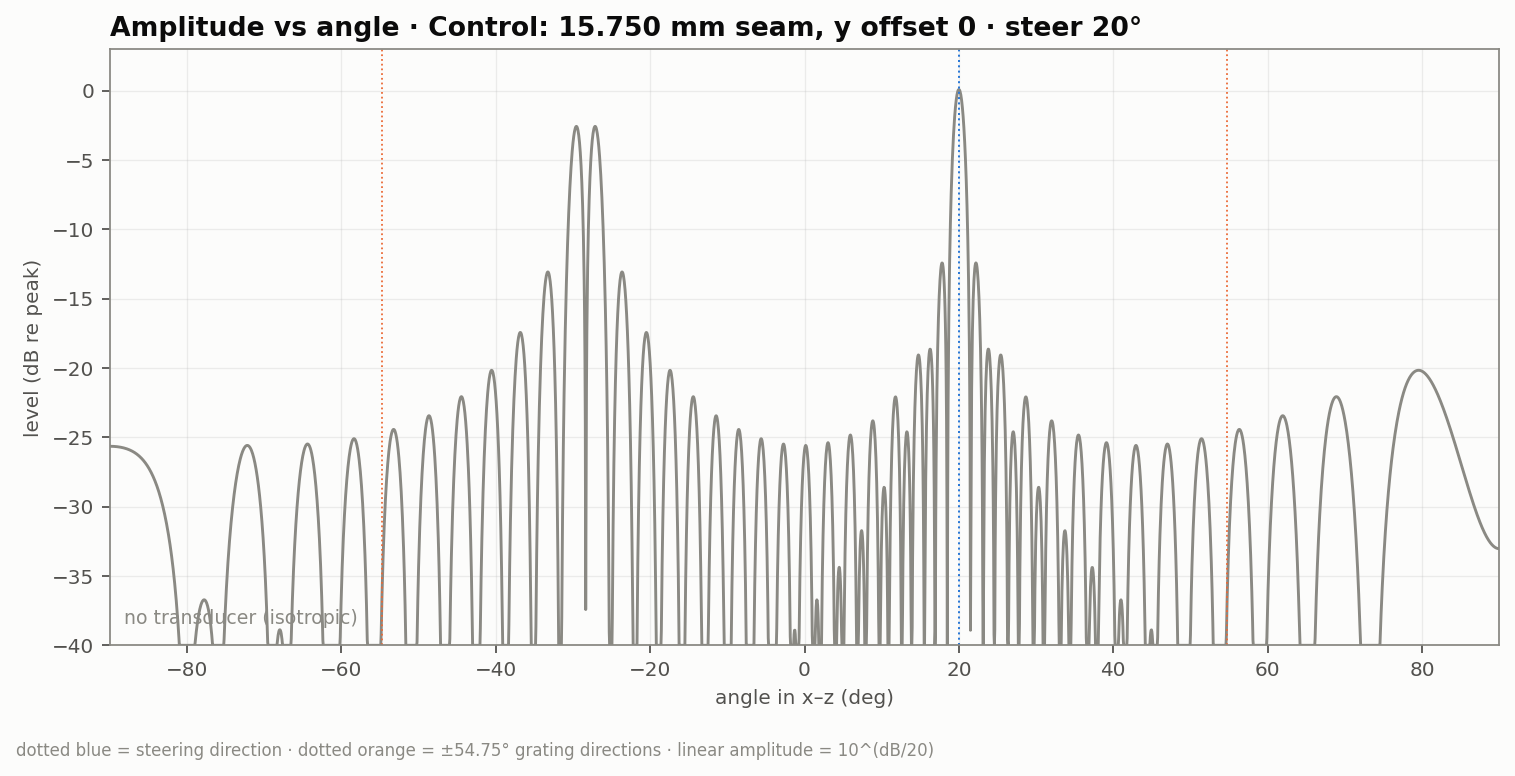 Amplitude vs angle · Control: 15.750 mm seam, y offset 0 · steer 20°
level (dB re peak)
0
−5
−10
−15
−20
−25
−30
−35
−40
no transducer (isotropic)
−80 −60 −40 −20 0 20 40 60 80
angle in x–z (deg)
dotted blue = steering direction · dotted orange = ±54.75° grating directions · linear amplitude = 10^(dB/20)